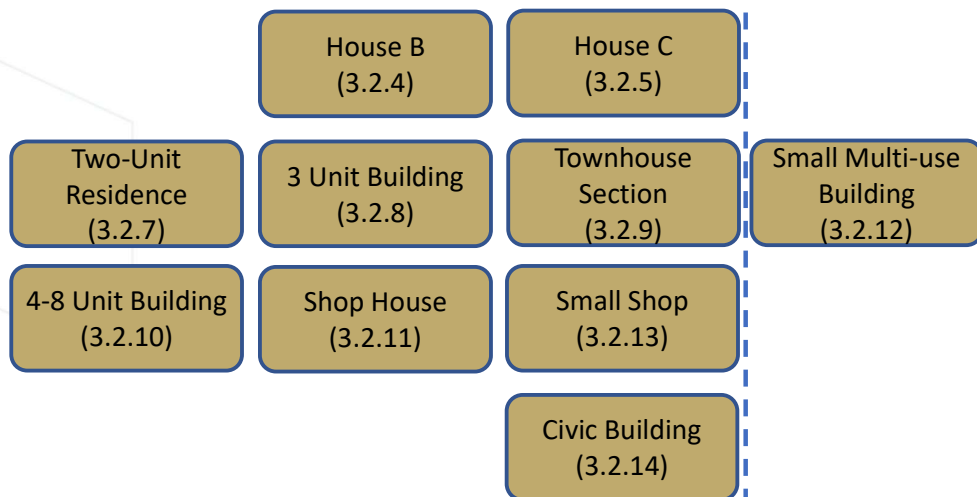 House B
(3.2.4)
House C
(3.2.5)
Two-Unit
Residence
(3.2.7)
3 Unit Building
(3.2.8)
Townhouse
Section
(3.2.9)
Small Multi-use
Building
(3.2.12)
4-8 Unit Building
(3.2.10)
Shop House
(3.2.11)
Small Shop
(3.2.13)
Civic Building
(3.2.14)